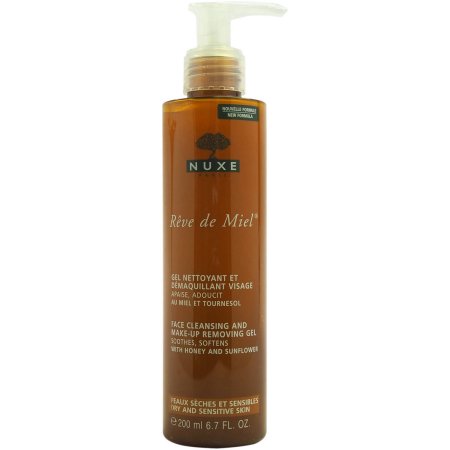 NOUVELLE FORMULE
NEW FORMULA
NUXE
Rêve de Miel®
GEL NETTOYANT ET
DÉMAQUILLANT VISAGE
APAISE, ADOUCIT
AU MIEL ET TOURNESOL
FACE CLEANSING AND
MAKE-UP REMOVING GEL
SOOTHES, SOFTENS
WITH HONEY AND SUNFLOWER
PEAUX SÈCHES ET SENSIBLES
DRY AND SENSITIVE SKIN
e 200 ml 6.7 FL. OZ.